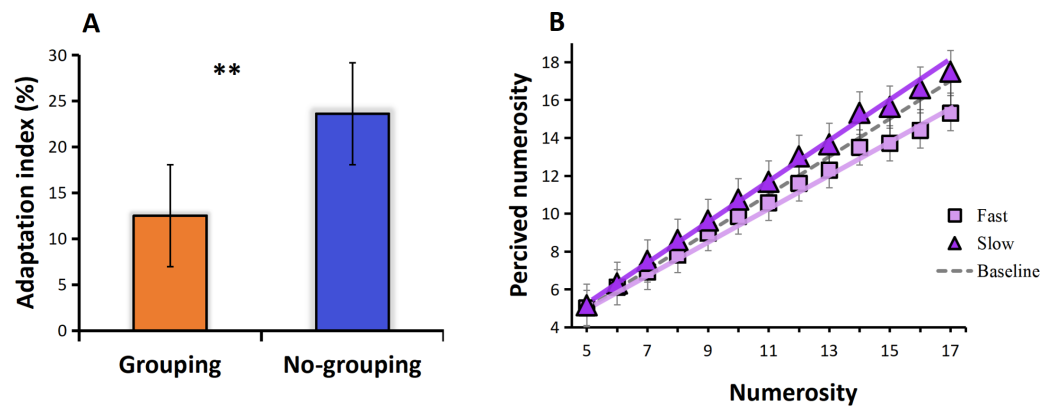 A
Adaptation index (%)
30
25
20
15
10
5
0
**
Grouping
No-grouping
B
Percived numerosity
18
16
14
12
10
8
6
4
5
7
9
11
13
15
17
Numerosity
Fast
Slow
Baseline